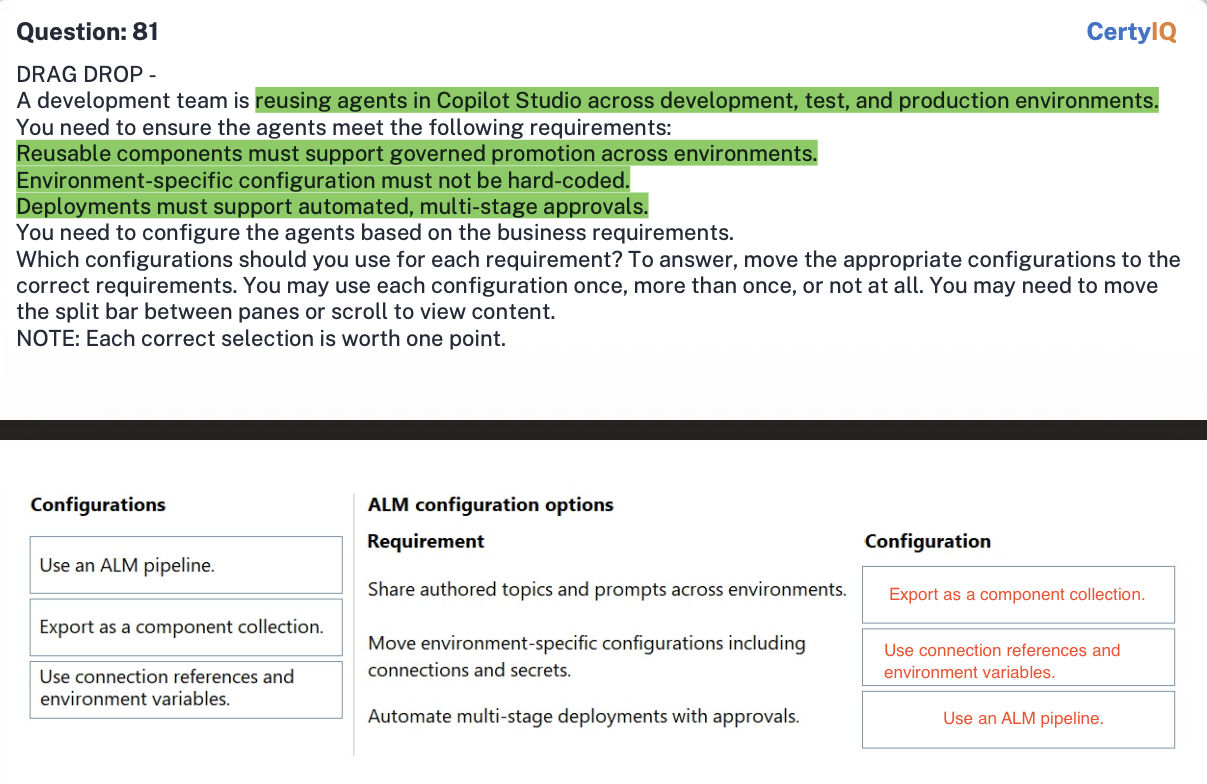 Question: 81
CertyIQ
DRAG DROP -
A development team is reusing agents in Copilot Studio across development, test, and production environments.
You need to ensure the agents meet the following requirements:
Reusable components must support governed promotion across environments.
Environment-specific configuration must not be hard-coded.
Deployments must support automated, multi-stage approvals.
You need to configure the agents based on the business requirements.
Which configurations should you use for each requirement? To answer, move the appropriate configurations to the
correct requirements. You may use each configuration once, more than once, or not at all. You may need to move
the split bar between panes or scroll to view content.
NOTE: Each correct selection is worth one point.
Configurations
Use an ALM pipeline.
Export as a component collection.
Use connection references and
environment variables.
ALM configuration options
Requirement
Configuration
Share authored topics and prompts across environments.
Export as a component collection.
Move environment-specific configurations including
connections and secrets.
Use connection references and
environment variables.
Automate multi-stage deployments with approvals.
Use an ALM pipeline.